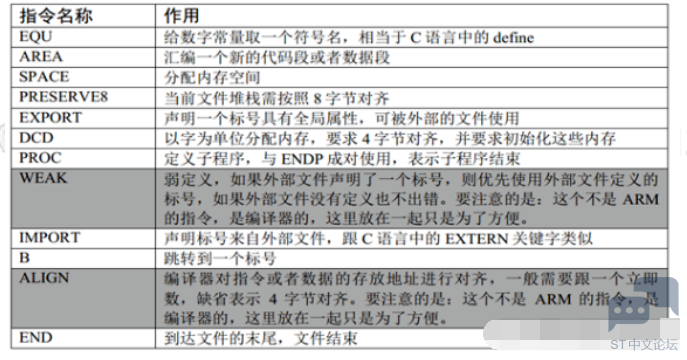 指令名称 作用
EQU 给数字常量取一个符号名，相当于 C 语言中的 define
AREA 汇编一个新的代码段或者数据段
SPACE 分配内存空间
PRESERVE8 当前文件堆栈需按照 8 字节对齐
EXPORT 声明一个标号具有全局属性，可被外部的文件使用
DCD 以字为单位分配内存，要求 4 字节对齐，并要求初始化这些内存
PROC 定义子程序，与 ENDP 成对使用，表示子程序结束
WEAK 弱定义，如果外部文件声明了一个标号，则优先使用外部文件定义的
标号，如果外部文件没有定义也不出错。要注意的是：这个不是 ARM
的指令，是编译器的，这里放在一起只是为了方便。
IMPORT 声明标号来自外部文件，跟 C 语言中的 EXTERN 关键字类似
B 跳转到一个标号
ALIGN 编译器对指令或者数据的存放地址进行对齐，一般需要跟一个立即
数，缺省表示 4 字节对齐。要注意的是：这个不是 ARM 的指令，是
编译器的，这里放在一起只是为了方便。
END 到达文件的末尾，文件结束
ST中文论坛